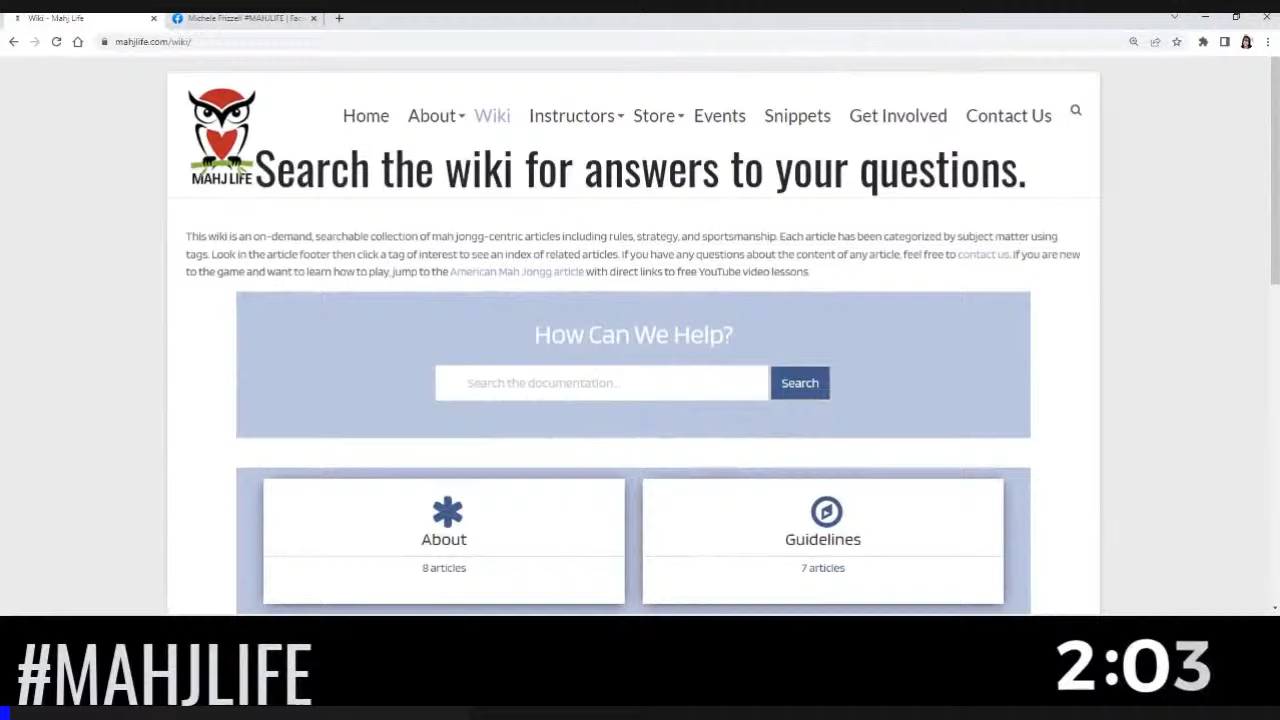 Wiki - Mahj Life
Michele Frizzell #MAHJLIFE | Fac
mahjlife.com/wiki/
Home About Wiki Instructors Store Events Snippets Get Involved Contact Us
MAHJ LIFE
Search the wiki for answers to your questions.
This wiki is an on-demand, searchable collection of mah jongg-centric articles including rules, strategy, and sportsmanship. Each article has been categorized by subject matter using
tags. Look in the article footer then click a tag of interest to see an index of related articles. If you have any questions about the content of any article, feel free to contact us. If you are new
to the game and want to learn how to play, jump to the American Mah Jongg article with direct links to free YouTube video lessons.
How Can We Help?
Search the documentation...
Search
About
8 articles
Guidelines
7 articles
#MAHJLIFE
2:03